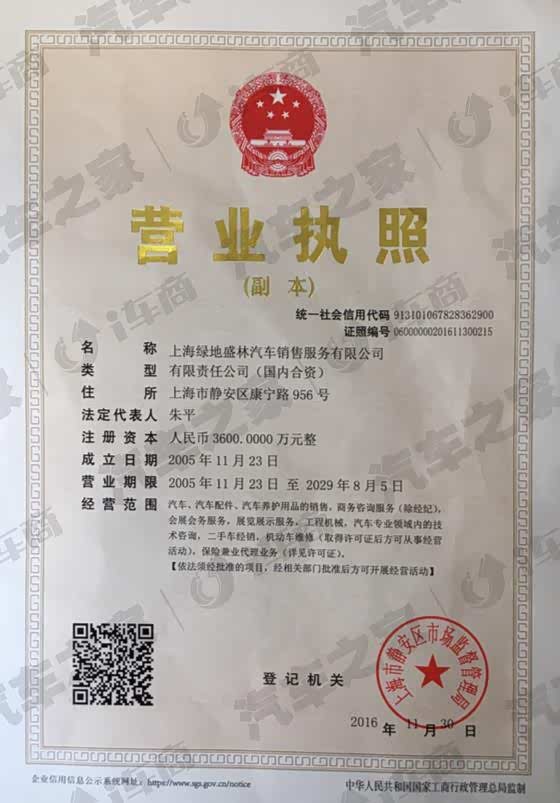 营业执照
(副 本)
统一社会信用代码 913101067828362900
证照编号 06000000201611300215
名 称 上海绿地盛林汽车销售服务有限公司
类 型 有限责任公司（国内合资）
住 所 上海市静安区康宁路956号
法定代表人 朱平
注册资本 人民币3600.0000万元整
成立日期 2005年11月23日
营业期限 2005年11月23日 至 2029年8月5日
经营范围 汽车、汽车配件、汽车养护用品的销售，商务咨询服务（除经纪），
会展会务服务，展览展示服务，工程机械，汽车专业领域内的技
术咨询，二手车经销，机动车维修（取得许可证后方可从事经营
活动），保险兼业代理业务（详见许可证）。
【依法须经批准的项目，经相关部门批准后方可开展经营活动】
登记机关
上海市静安区市场监督管理局
2016 年 11 月 30 日
企业信用信息公示系统网址：https://www.sgs.gov.cn/notice
中华人民共和国国家工商行政管理总局监制
汽车之家
i车商